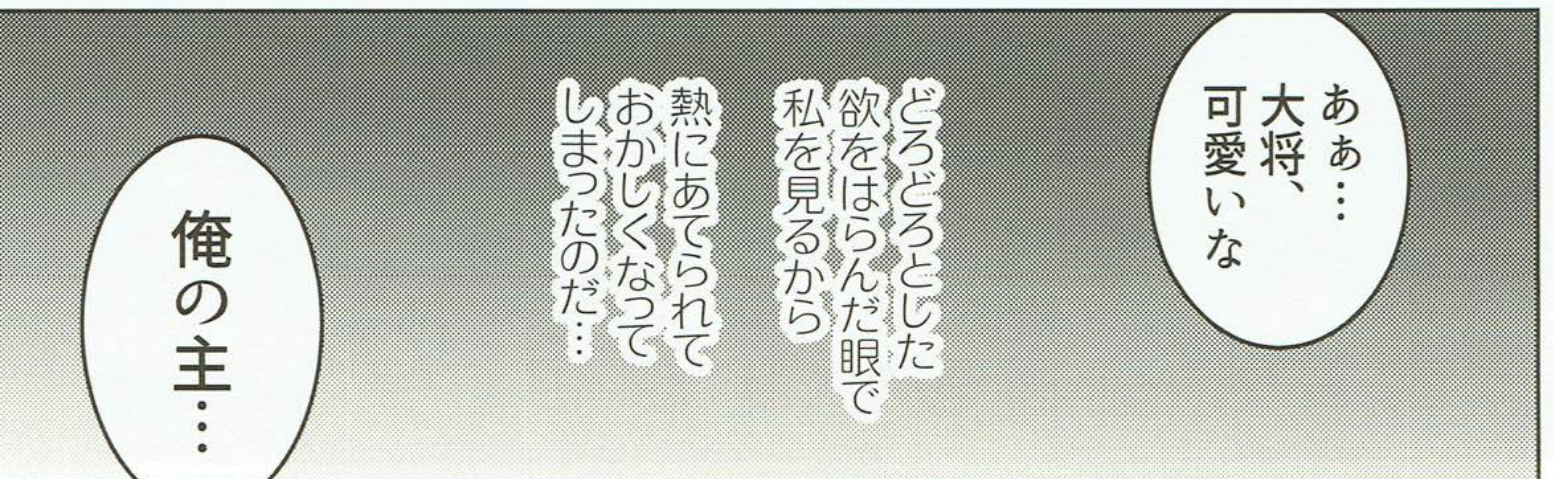 あぁ…
大将、
可愛いな
どろどろとした
欲をはらんだ眼で
私を見るから
熱にあてられて
おかしくなって
しまったのだ…
俺の主…